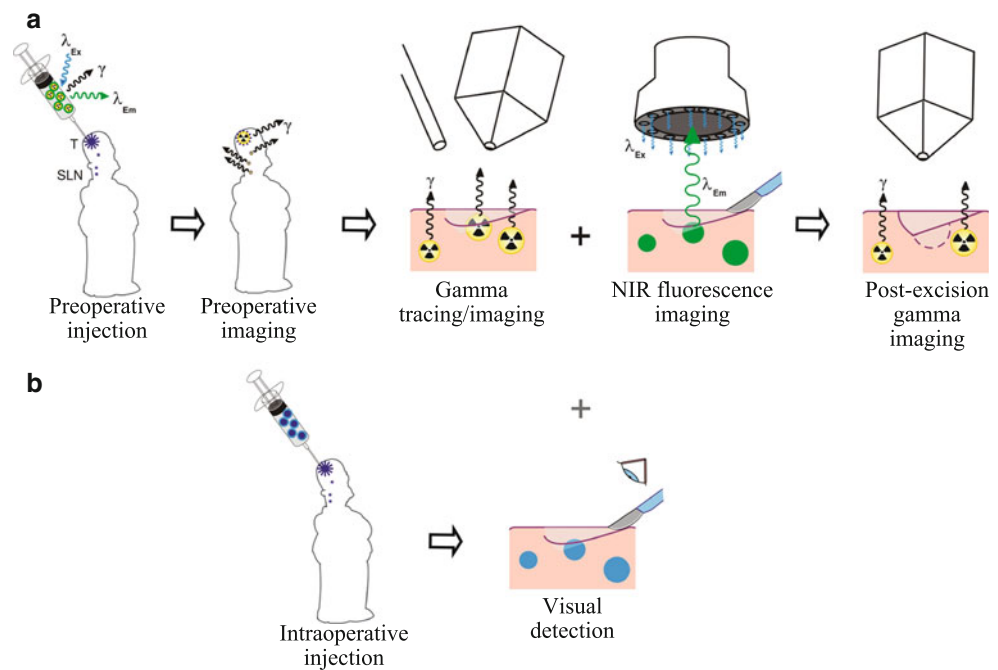 a
λEx
γ
λEm
T
SLN
Preoperative
injection
γ
Preoperative
imaging
γ
Gamma
tracing/imaging
+
λEx
λEm
NIR fluorescence
imaging
γ
Post-excision
gamma
imaging
b
Intraoperative
injection
+
Visual
detection